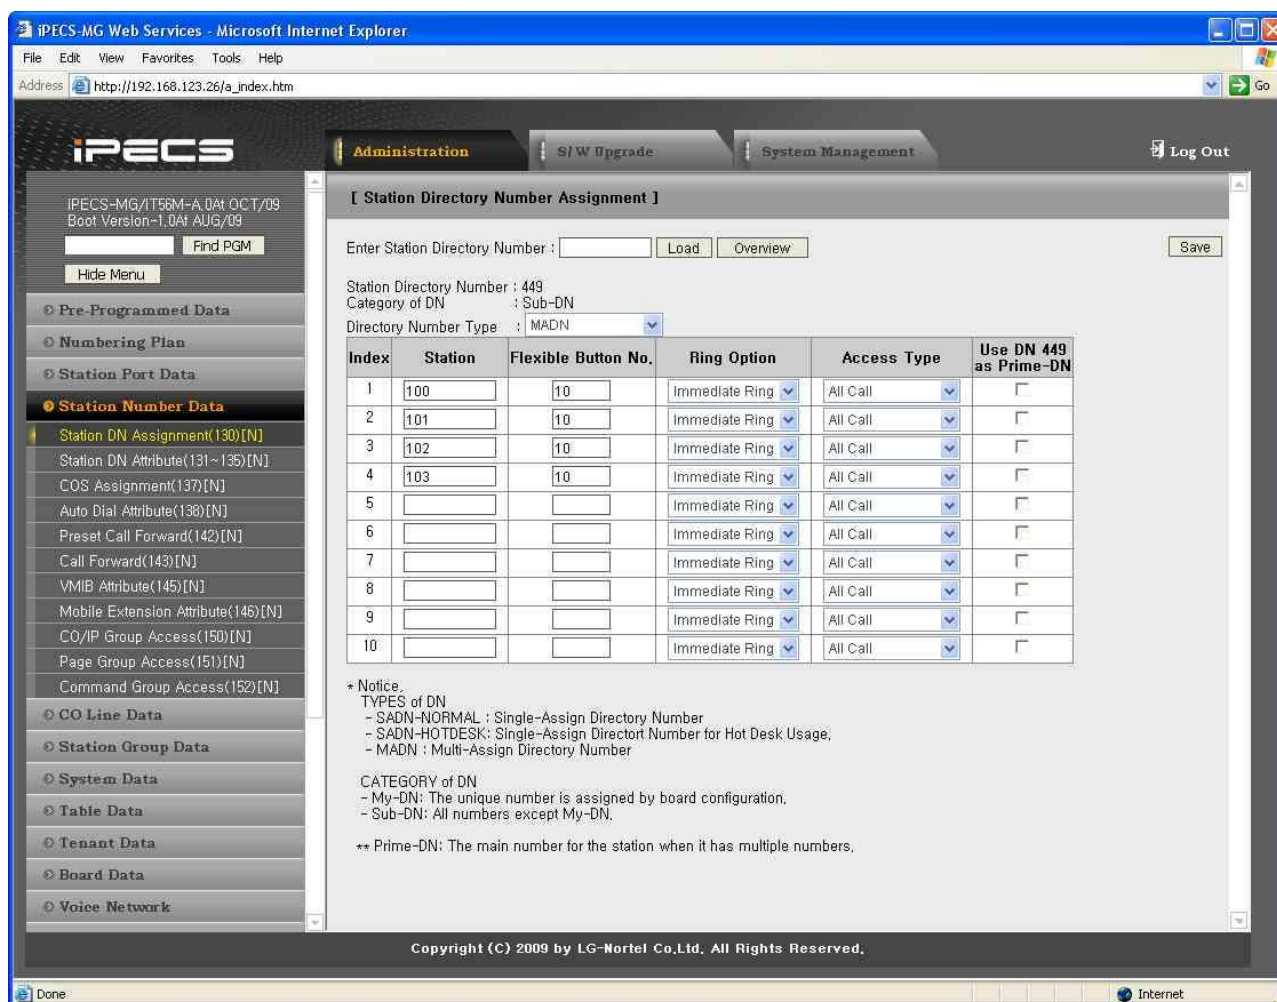 iPECS-MG Web Services - Microsoft Internet Explorer
File Edit View Favorites Tools Help
Address http://192.168.123.26/a_index.htm Go
iPECS
Administration S/W Upgrade System Management Log Out
iPECS-MG/IT56M-A.0At OCT/09
Boot Version-1.0Af AUG/09
Find PGM
Hide Menu
Pre-Programmed Data
Numbering Plan
Station Port Data
Station Number Data
Station DN Assignment(130)[N]
Station DN Attribute(131~135)[N]
COS Assignment(137)[N]
Auto Dial Attribute(138)[N]
Preset Call Forward(142)[N]
Call Forward(143)[N]
VMIB Attribute(145)[N]
Mobile Extension Attribute(146)[N]
CO/IP Group Access(150)[N]
Page Group Access(151)[N]
Command Group Access(152)[N]
CO Line Data
Station Group Data
System Data
Table Data
Tenant Data
Board Data
Voice Network
[ Station Directory Number Assignment ]
Enter Station Directory Number : Load Overview Save
Station Directory Number : 449
Category of DN : Sub-DN
Directory Number Type : MADN
Index Station Flexible Button No. Ring Option Access Type Use DN 449 as Prime-DN
1 100 10 Immediate Ring All Call
2 101 10 Immediate Ring All Call
3 102 10 Immediate Ring All Call
4 103 10 Immediate Ring All Call
5 Immediate Ring All Call
6 Immediate Ring All Call
7 Immediate Ring All Call
8 Immediate Ring All Call
9 Immediate Ring All Call
10 Immediate Ring All Call
* Notice.
TYPES of DN
- SADN-NORMAL : Single-Assign Directory Number
- SADN-HOTDESK: Single-Assign Directort Number for Hot Desk Usage.
- MADN : Multi-Assign Directory Number
CATEGORY of DN
- My-DN: The unique number is assigned by board configuration.
- Sub-DN: All numbers except My-DN.
** Prime-DN: The main number for the station when it has multiple numbers.
Copyright (C) 2009 by LG-Nortel Co.Ltd. All Rights Reserved.
Done Internet